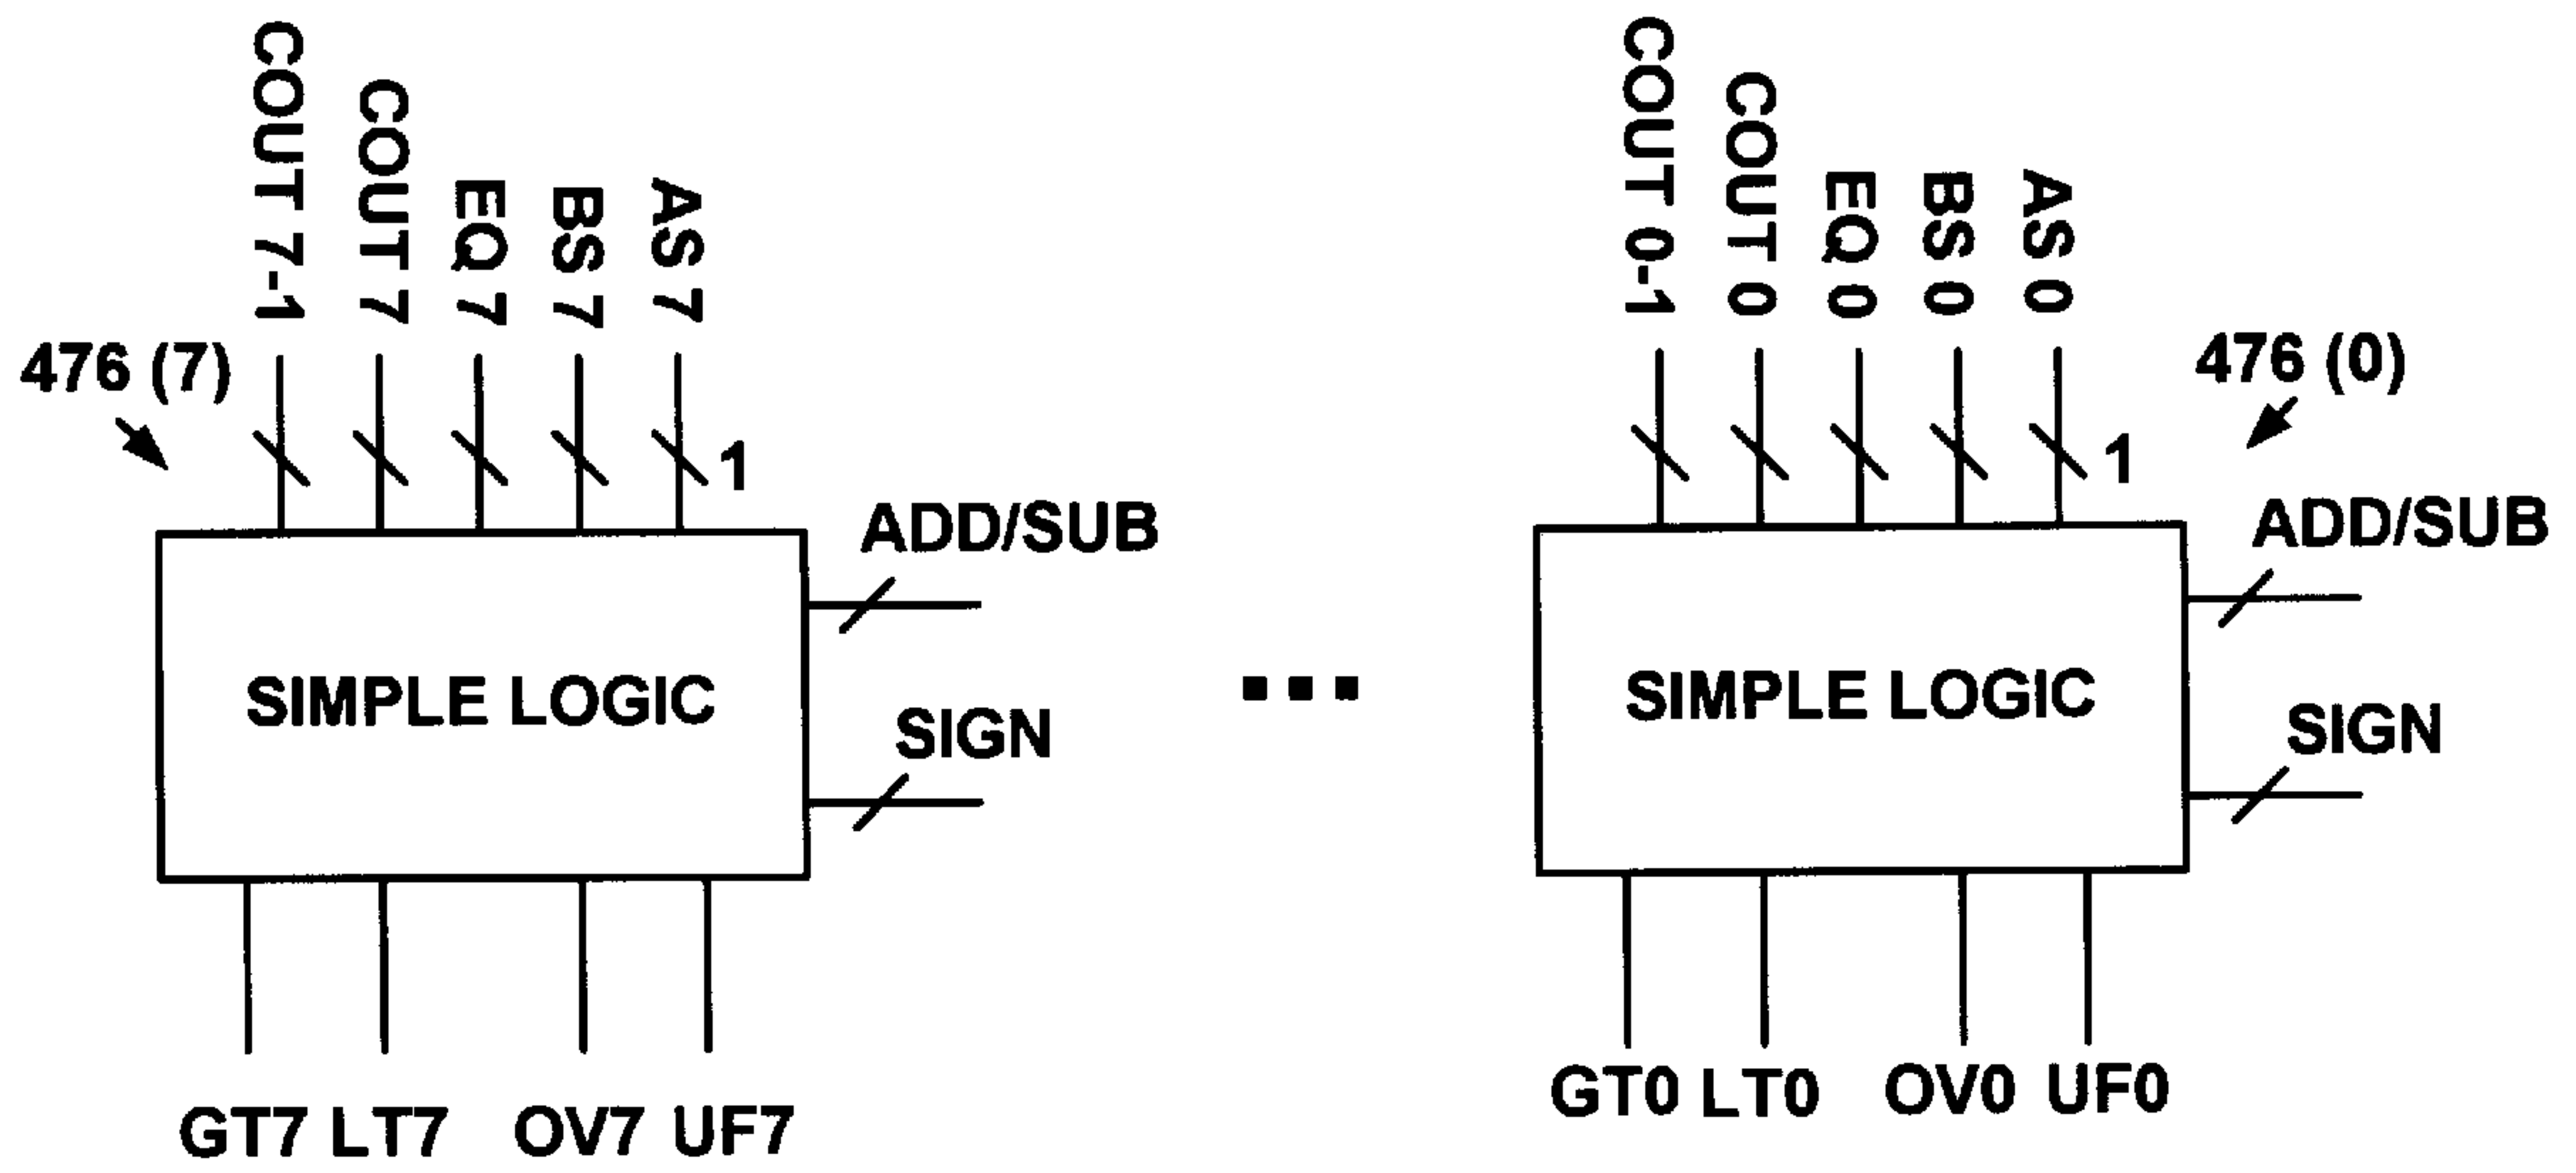 COUT 7-1
COUT 7
EQ 7
BS 7
AS 7
476 (7)
1
ADD/SUB
SIMPLE LOGIC
SIGN
GT7 LT7 OV7 UF7
...
COUT 0-1
COUT 0
EQ 0
BS 0
AS 0
476 (0)
1
ADD/SUB
SIMPLE LOGIC
SIGN
GT0 LT0 OV0 UF0